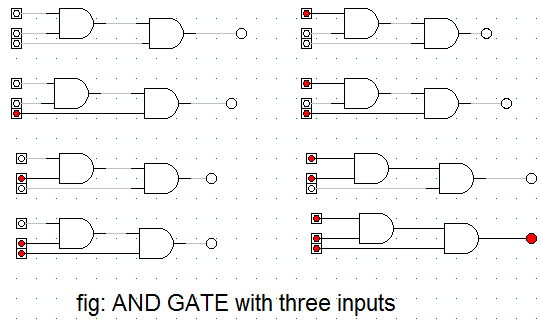 fig: AND GATE with three inputs